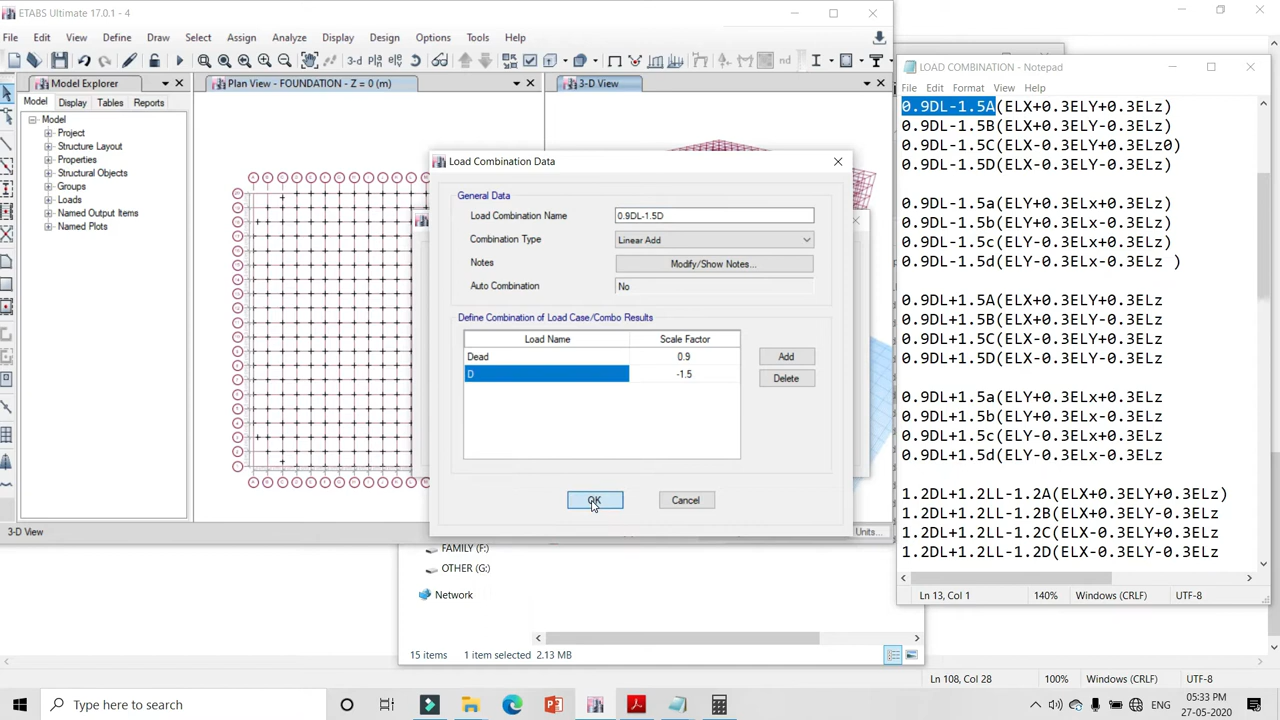 ETABS Ultimate 17.0.1 - 4
File Edit View Define Draw Select Assign Analyze Display Design Options Tools Help
3-d
nd
Model Explorer
Plan View - FOUNDATION - Z = 0 (m)
3-D View
Model Display Tables Reports
Model
Project
Structure Layout
Properties
Structural Objects
Groups
Loads
Named Output Items
Named Plots
Load Combination Data
General Data
Load Combination Name 0.9DL-1.5D
Combination Type Linear Add
Notes Modify/Show Notes...
Auto Combination No
Define Combination of Load Case/Combo Results
Load Name Scale Factor
Dead 0.9 Add
D -1.5 Delete
OK Cancel
3-D View
Units...
LOAD COMBINATION - Notepad
File Edit Format View Help
0.9DL-1.5A(ELX+0.3ELY+0.3ELz)
0.9DL-1.5B(ELX+0.3ELY-0.3ELz)
0.9DL-1.5C(ELX-0.3ELY+0.3ELz0)
0.9DL-1.5D(ELX-0.3ELY-0.3ELz)
0.9DL-1.5a(ELY+0.3ELx+0.3ELz)
0.9DL-1.5b(ELY+0.3ELx-0.3ELz)
0.9DL-1.5c(ELY-0.3ELx+0.3ELz)
0.9DL-1.5d(ELY-0.3ELx-0.3ELz )
0.9DL+1.5A(ELX+0.3ELY+0.3ELz
0.9DL+1.5B(ELX+0.3ELY-0.3ELz
0.9DL+1.5C(ELX-0.3ELY+0.3ELz
0.9DL+1.5D(ELX-0.3ELY-0.3ELz
0.9DL+1.5a(ELY+0.3ELx+0.3ELz
0.9DL+1.5b(ELY+0.3ELx-0.3ELz
0.9DL+1.5c(ELY-0.3ELx+0.3ELz
0.9DL+1.5d(ELY-0.3ELx-0.3ELz
1.2DL+1.2LL-1.2A(ELX+0.3ELY+0.3ELz)
1.2DL+1.2LL-1.2B(ELX+0.3ELY-0.3ELz
1.2DL+1.2LL-1.2C(ELX-0.3ELY+0.3ELz
1.2DL+1.2LL-1.2D(ELX-0.3ELY-0.3ELz
Ln 13, Col 1 140% Windows (CRLF) UTF-8
FAMILY (F:)
OTHER (G:)
Network
15 items 1 item selected 2.13 MB
Ln 108, Col 28 100% Windows (CRLF) UTF-8
Type here to search
ENG
05:33 PM
27-05-2020